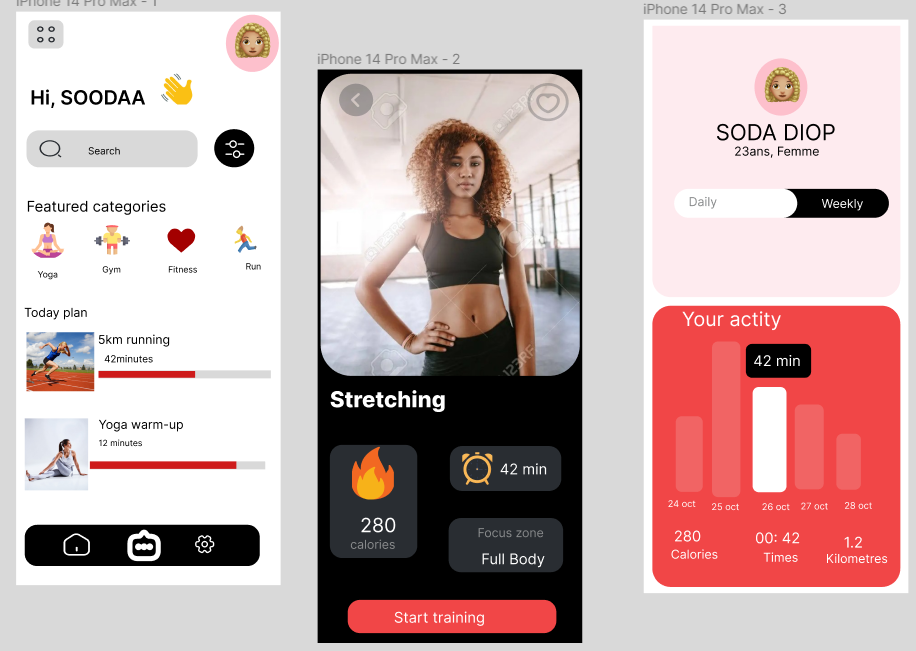 iPhone 14 Pro Max - 1
Hi, SOODAA
Search
Featured categories
Yoga
Gym
Fitness
Run
Today plan
5km running
42minutes
Yoga warm-up
12 minutes
iPhone 14 Pro Max - 2
123RF
123RF
123RF
Stretching
280
calories
42 min
Focus zone
Full Body
Start training
iPhone 14 Pro Max - 3
SODA DIOP
23ans, Femme
Daily
Weekly
Your actity
42 min
24 oct
25 oct
26 oct
27 oct
28 oct
280
Calories
00: 42
Times
1.2
Kilometres